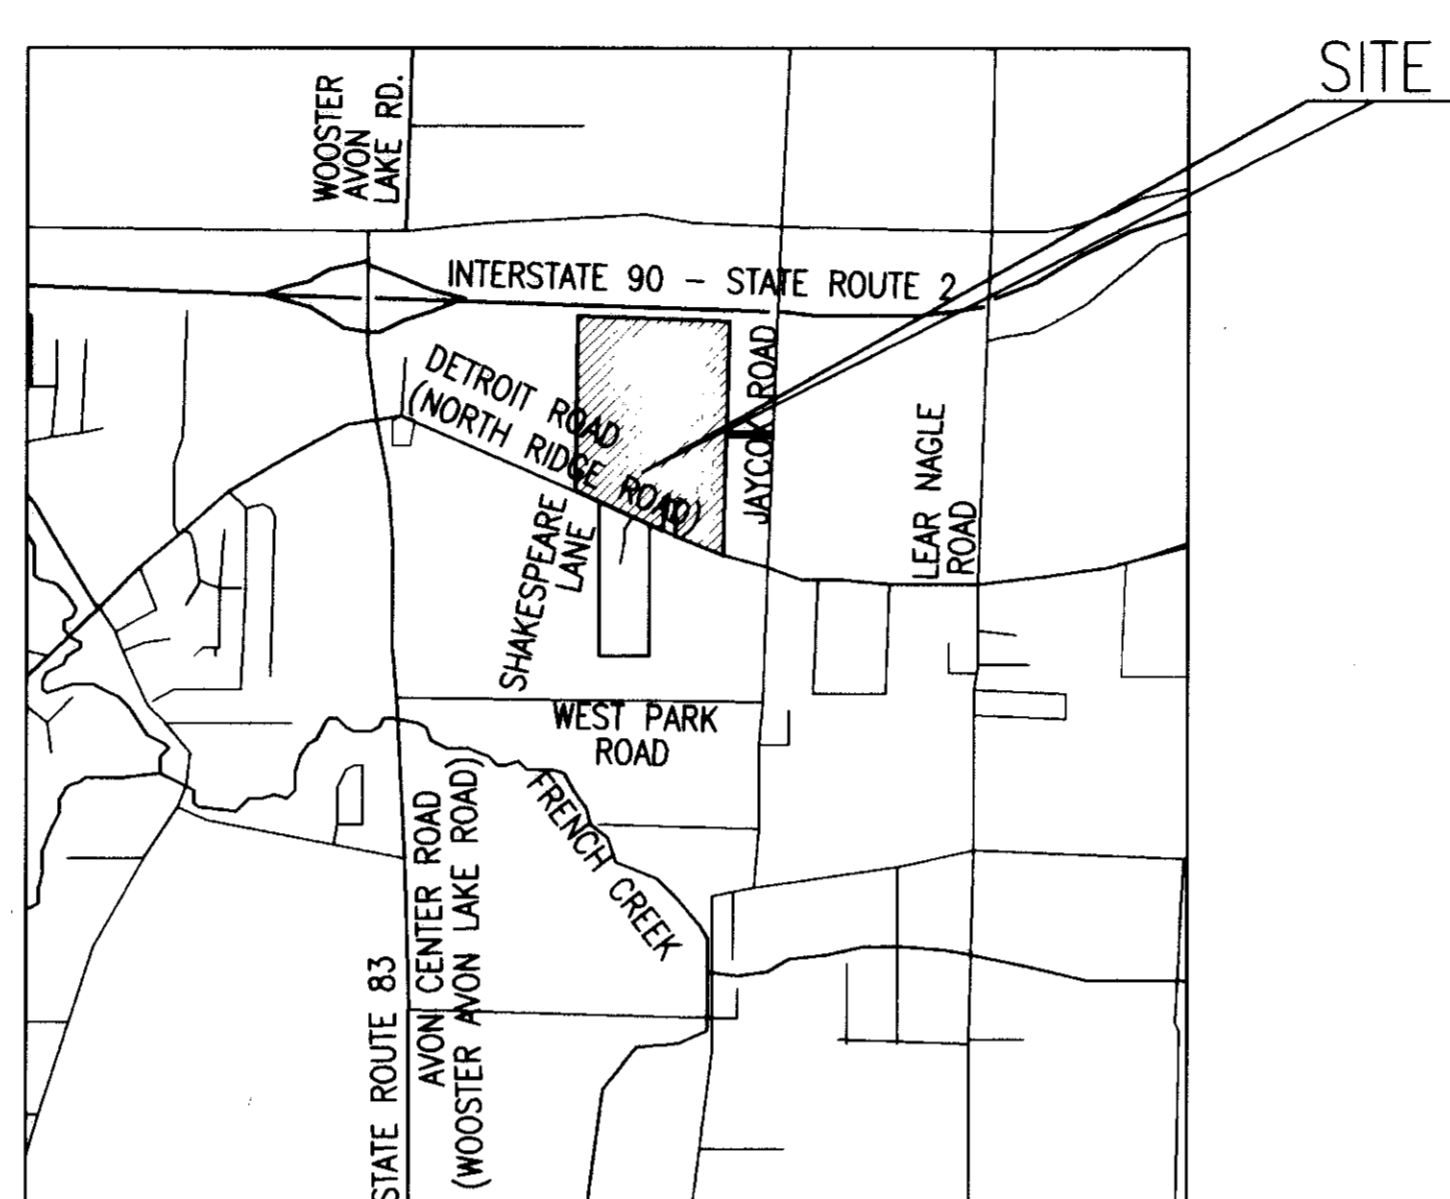 SITE
WOOSTER
AVON
LAKE RD.
INTERSTATE 90 - STATE ROUTE 2
DETROIT ROAD
(NORTH RIDGE ROAD)
JAYCOX ROAD
LEAR NAGLE
ROAD
SHAKESPEARE
LANE
WEST PARK
ROAD
FRENCH CREEK
STATE ROUTE 83
AVON CENTER ROAD
(WOOSTER AVON LAKE ROAD)